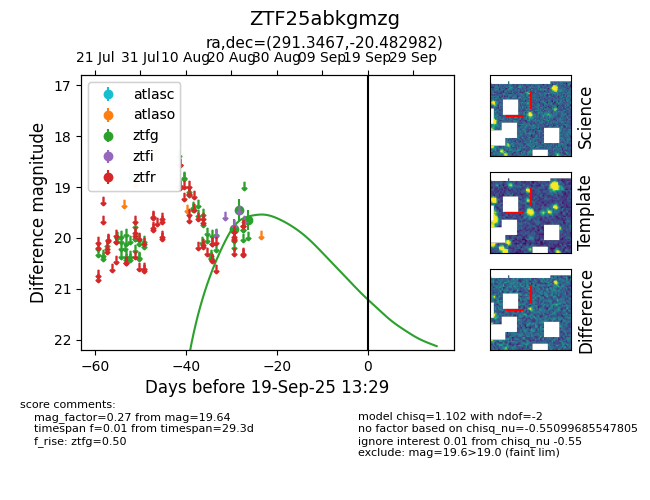 ZTF25abkgmzg
ra,dec=(291.3467,-20.482982)
21 Jul 31 Jul 10 Aug 20 Aug 30 Aug 09 Sep 19 Sep 29 Sep
17
18
19
20
21
22
Difference magnitude
atlasc
atlaso
ztfg
ztfi
ztfr
−60 −40 −20 0
Days before 19-Sep-25 13:29
Science
Template
Difference
score comments:
mag_factor=0.27 from mag=19.64
timespan f=0.01 from timespan=29.3d
f_rise: ztfg=0.50
model chisq=1.102 with ndof=-2
no factor based on chisq_nu=-0.55099685547805
ignore interest 0.01 from chisq_nu -0.55
exclude: mag=19.6>19.0 (faint lim)